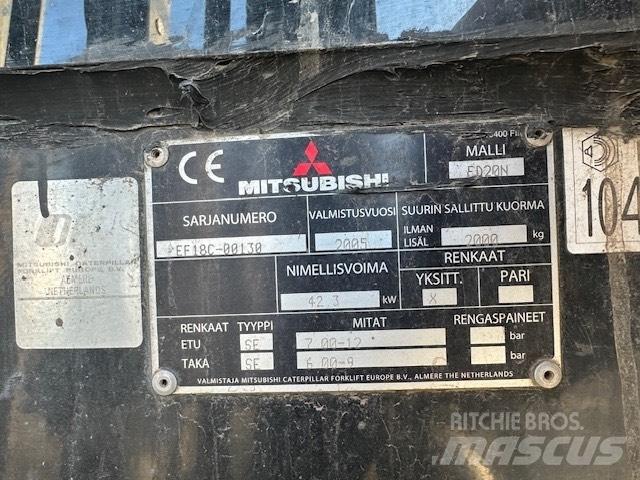 5400 FIN
MALLI
FD20N
CE
MITSUBISHI
SARJANUMERO
EF18C-00130
VALMISTUSVUOSI
2005
SUURIN SALLITTU KUORMA
ILMAN LISÄL
2000 kg
NIMELLISVOIMA
42.3 kW
RENKAAT
YKSITT.
X
PARI
RENKAAT TYYPPI MITAT RENGASPAINEET
ETU SE 7.00-12 bar
TAKA SE 6.00-9 bar
VALMISTAJA MITSUBISHI CATERPILLAR FORKLIFT EUROPE B.V., ALMERE THE NETHERLANDS
MITSUBISHI CATERPILLAR
FORKLIFT EUROPE B.V.
ALMERE
NETHERLANDS
104
RITCHIE BROS.
MASCUS